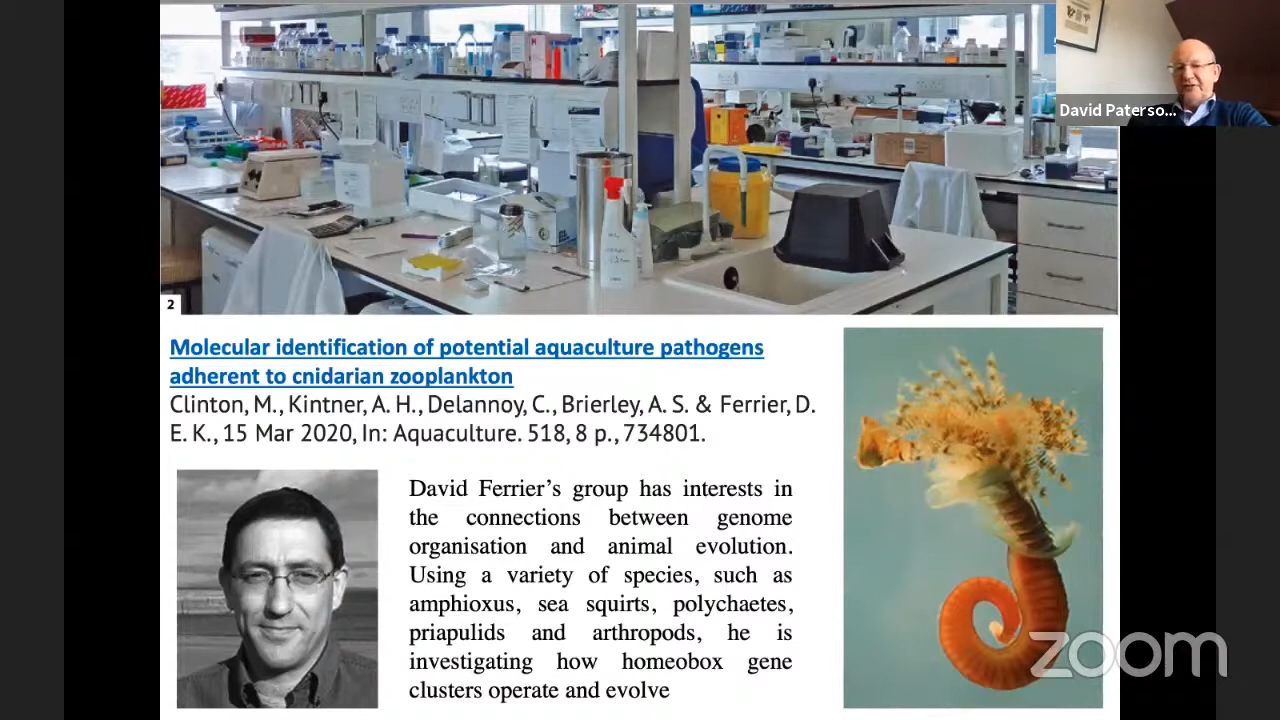 David Paterso...
2
Molecular identification of potential aquaculture pathogens
adherent to cnidarian zooplankton
Clinton, M., Kintner, A. H., Delannoy, C., Brierley, A. S. & Ferrier, D.
E. K., 15 Mar 2020, In: Aquaculture. 518, 8 p., 734801.
David Ferrier’s group has interests in
the connections between genome
organisation and animal evolution.
Using a variety of species, such as
amphioxus, sea squirts, polychaetes,
priapulids and arthropods, he is
investigating how homeobox gene
clusters operate and evolve
zoom